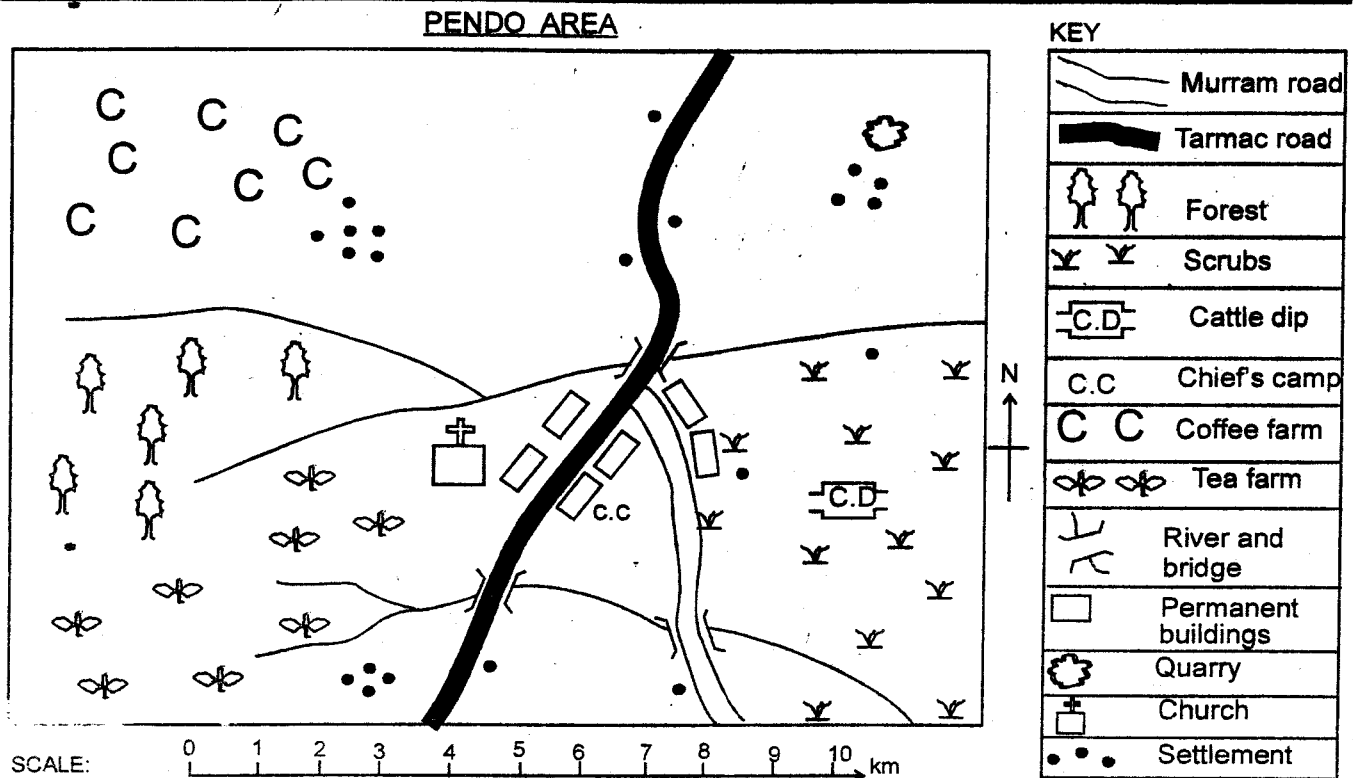 PENDO AREA
C C C
C C C
C C
C.C
C.D
N
SCALE: 0 1 2 3 4 5 6 7 8 9 10 km
KEY
Murram road
Tarmac road
Forest
Scrubs
C.D Cattle dip
C.C Chief's camp
C C Coffee farm
Tea farm
River and
bridge
Permanent
buildings
Quarry
Church
Settlement